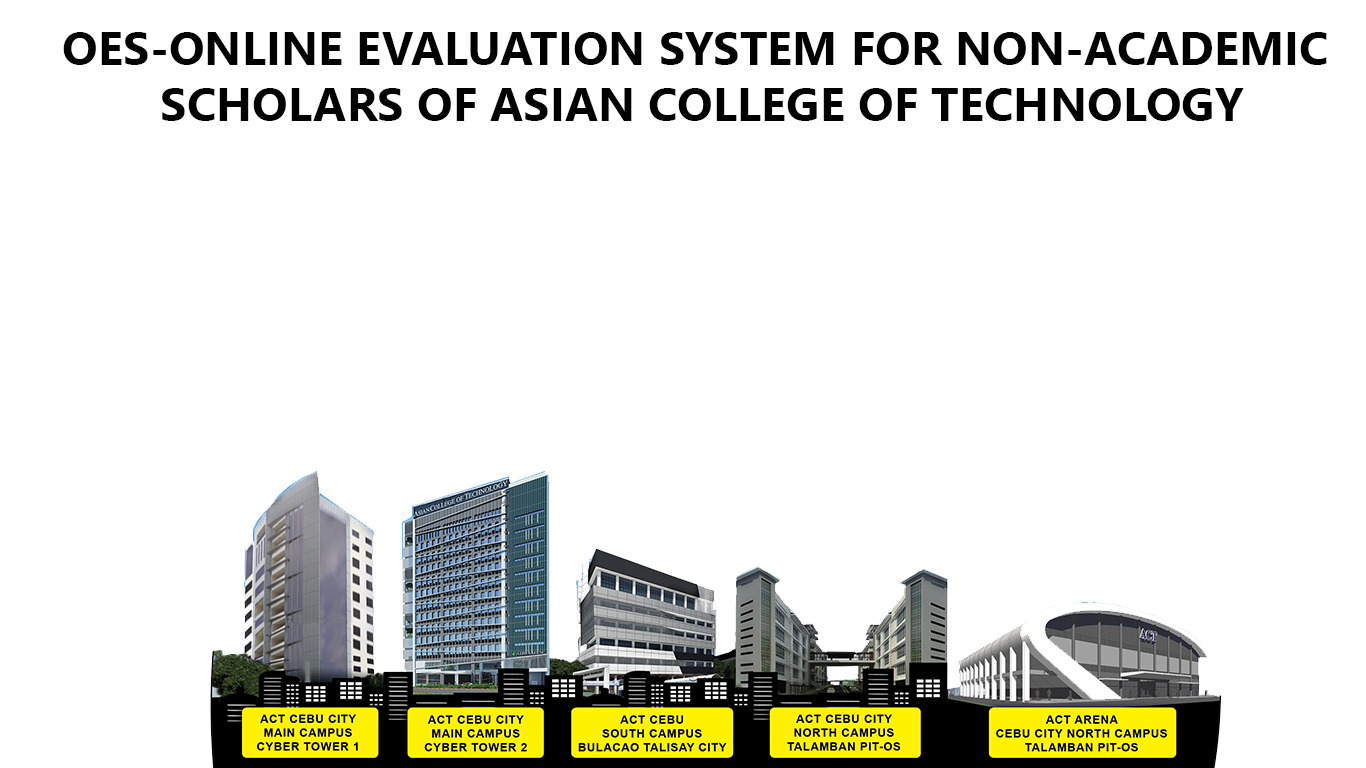 OES-ONLINE EVALUATION SYSTEM FOR NON-ACADEMIC
SCHOLARS OF ASIAN COLLEGE OF TECHNOLOGY
ASIAN COLLEGE OF TECHNOLOGY
ACT
ACT CEBU CITY
MAIN CAMPUS
CYBER TOWER 1
ACT CEBU CITY
MAIN CAMPUS
CYBER TOWER 2
ACT CEBU
SOUTH CAMPUS
BULACAO TALISAY CITY
ACT CEBU CITY
NORTH CAMPUS
TALAMBAN PIT-OS
ACT ARENA
CEBU CITY NORTH CAMPUS
TALAMBAN PIT-OS